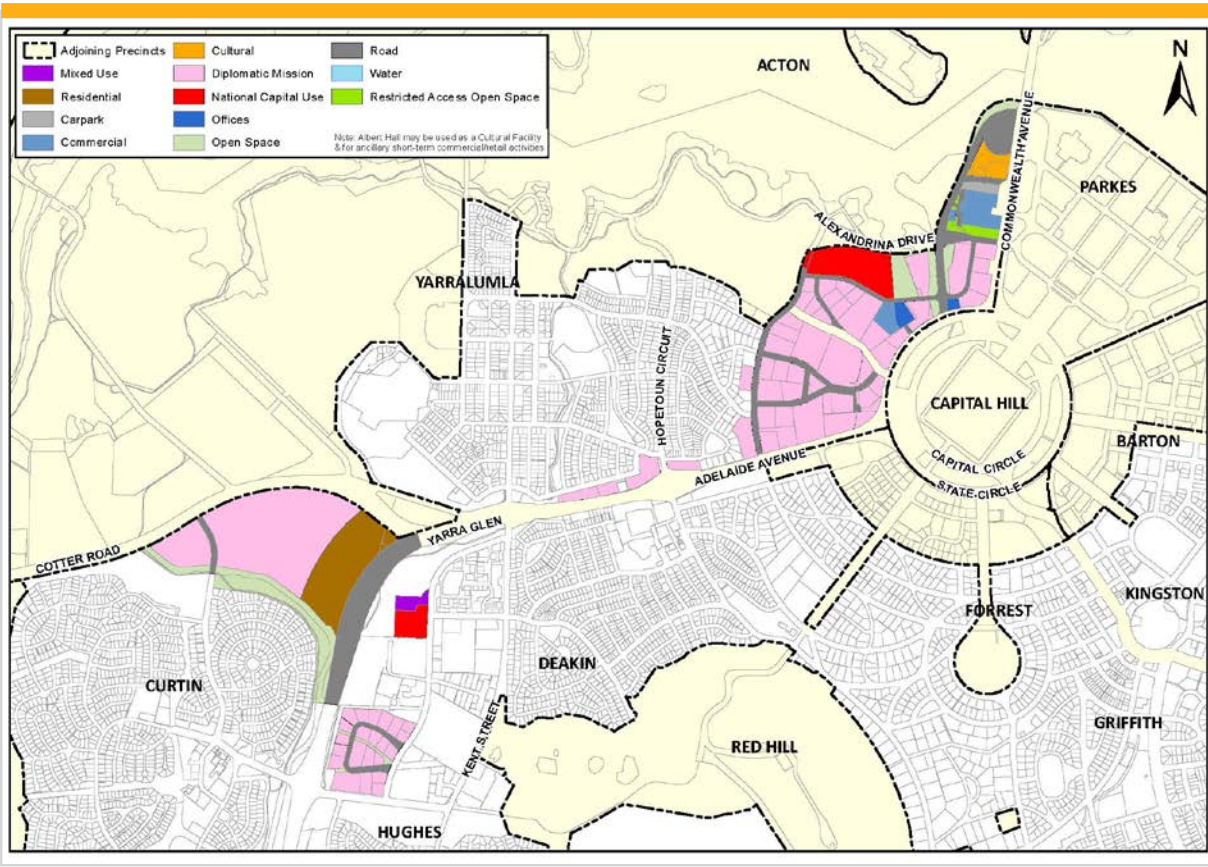 Adjoining Precincts
Mixed Use
Residential
Carpark
Commercial
Cultural
Diplomatic Mission
National Capital Use
Offices
Open Space
Road
Water
Restricted Access Open Space
Note: Albert Hall may be used as a Cultural Facility
& for ancillary short-term commercial/retail activities
N
ACTON
COMMONWEALTH AVENUE
PARKES
ALEXANDRINA DRIVE
YARRALUMLA
HOPETOUN CIRCUIT
CAPITAL HILL
BARTON
ADELAIDE AVENUE
CAPITAL CIRCLE
STATE CIRCLE
YARRA GLEN
COTTER ROAD
KINGSTON
FORREST
DEAKIN
CURTIN
GRIFFITH
KENT STREET
RED HILL
HUGHES